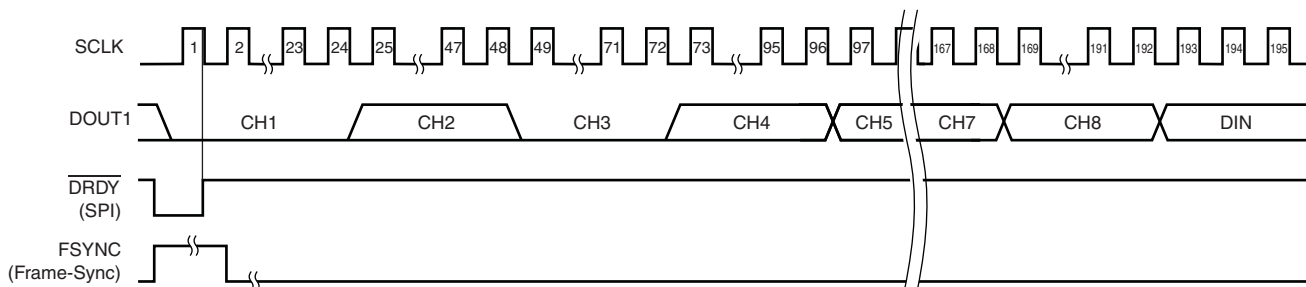 SCLK 1 2 23 24 25 47 48 49 71 72 73 95 96 97 167 168 169 191 192 193 194 195
DOUT1 CH1 CH2 CH3 CH4 CH5 CH7 CH8 DIN
DRDY
(SPI)
FSYNC
(Frame-Sync)